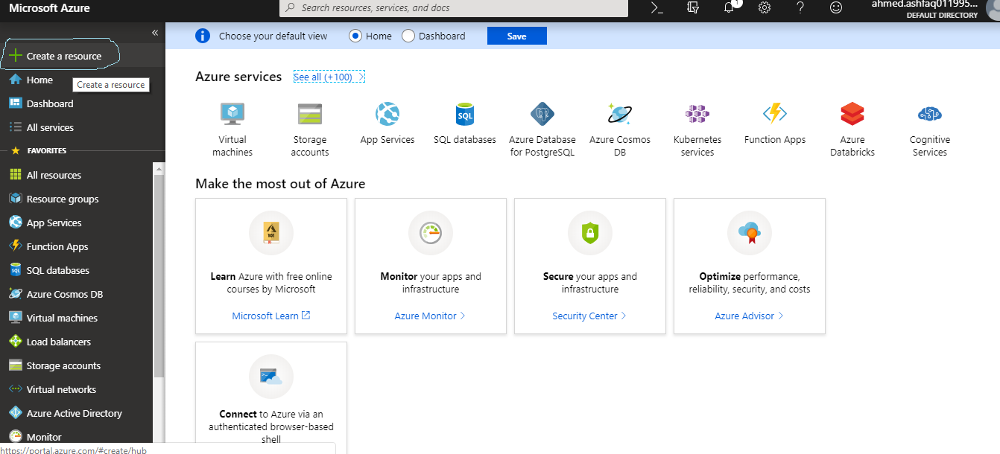 Microsoft Azure
Search resources, services, and docs
1
ahmed.ashfaq011995...
DEFAULT DIRECTORY
«
Create a resource
Create a resource
Home
Dashboard
All services
FAVORITES
All resources
Resource groups
App Services
Function Apps
SQL databases
Azure Cosmos DB
Virtual machines
Load balancers
Storage accounts
Virtual networks
Azure Active Directory
Monitor
https://portal.azure.com/#create/hub
Choose your default view
Home
Dashboard
Save
Azure services
See all (+100)
Virtual
machines
Storage
accounts
App Services
SQL
SQL databases
Azure Database
for PostgreSQL
Azure Cosmos
DB
Kubernetes
services
Function Apps
Azure
Databricks
Cognitive
Services
Make the most out of Azure
101
Learn Azure with free online
courses by Microsoft
Microsoft Learn
Monitor your apps and
infrastructure
Azure Monitor
Secure your apps and
infrastructure
Security Center
Optimize performance,
reliability, security, and costs
Azure Advisor
Connect to Azure via an
authenticated browser-based
shell